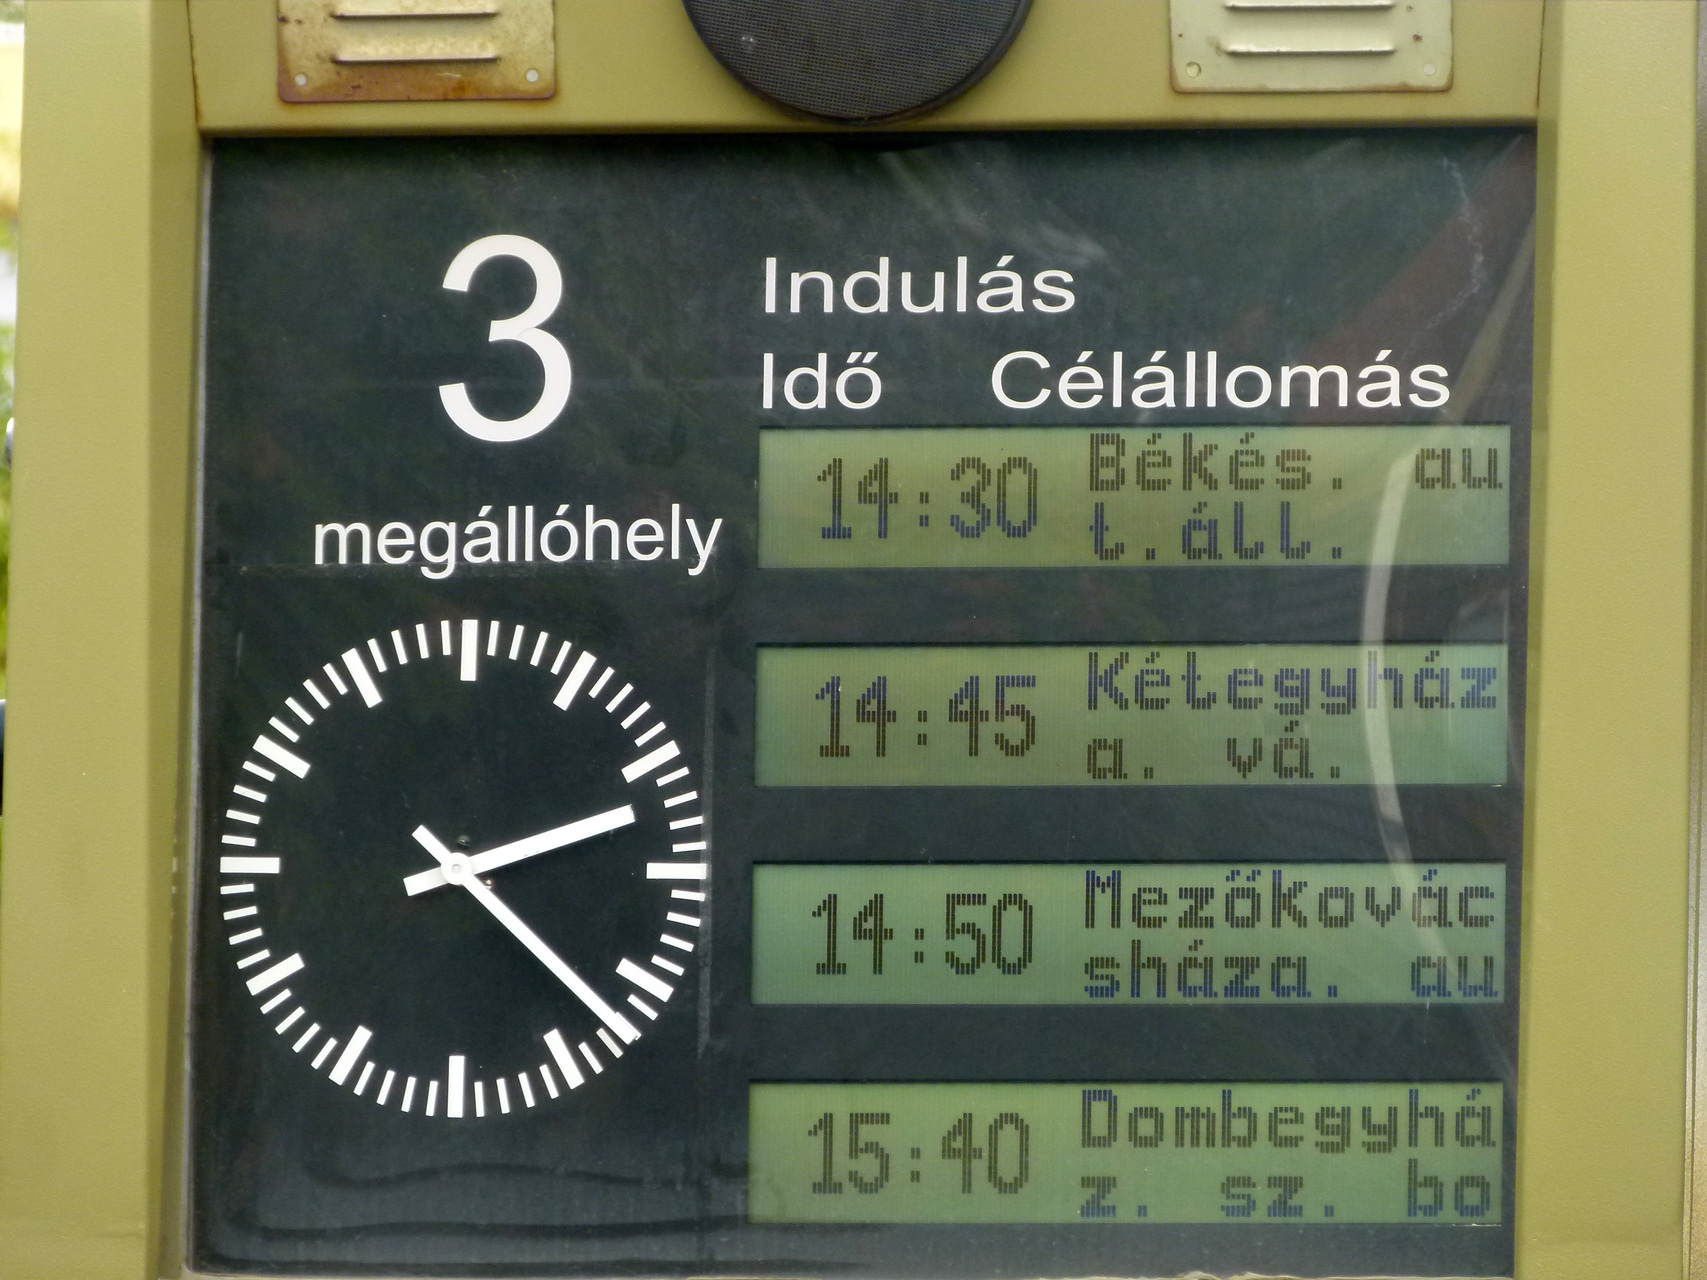 3
megállóhely
Indulás
Idő Célállomás
14:30 Békés. au
t.áll.
14:45 Kétegyház
a. vá.
14:50 Mezőkovác
sháza. au
15:40 Dombegyhá
z. sz. bo